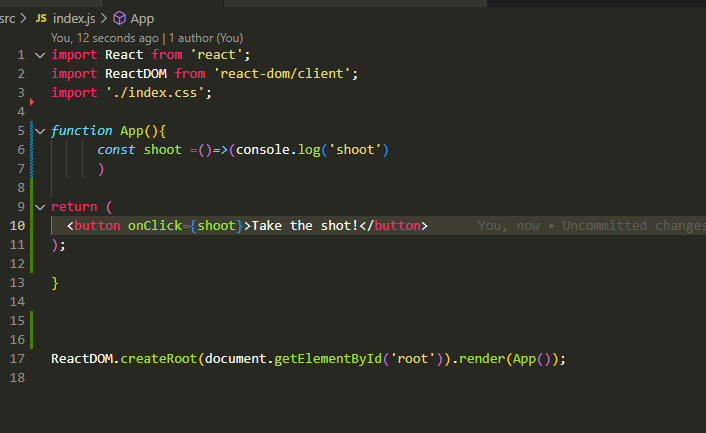 src > JS index.js > App
You, 12 seconds ago | 1 author (You)
1 import React from 'react';
2 import ReactDOM from 'react-dom/client';
3 import './index.css';
4
5 function App(){
6 const shoot =()=>(console.log('shoot')
7 )
8
9 return (
10 <button onClick={shoot}>Take the shot!</button> You, now • Uncommitted changes
11 );
12
13 }
14
15
16
17 ReactDOM.createRoot(document.getElementById('root')).render(App());
18